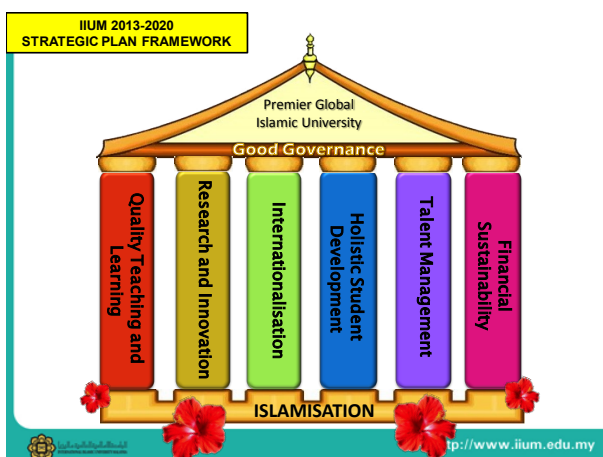 IIUM 2013-2020
STRATEGIC PLAN FRAMEWORK
Premier Global
Islamic University
Good Governance
Quality Teaching and
Learning
Research and Innovation
Internationalisation
Holistic Student
Development
Talent Management
Financial
Sustainability
ISLAMISATION
tp://www.iium.edu.my